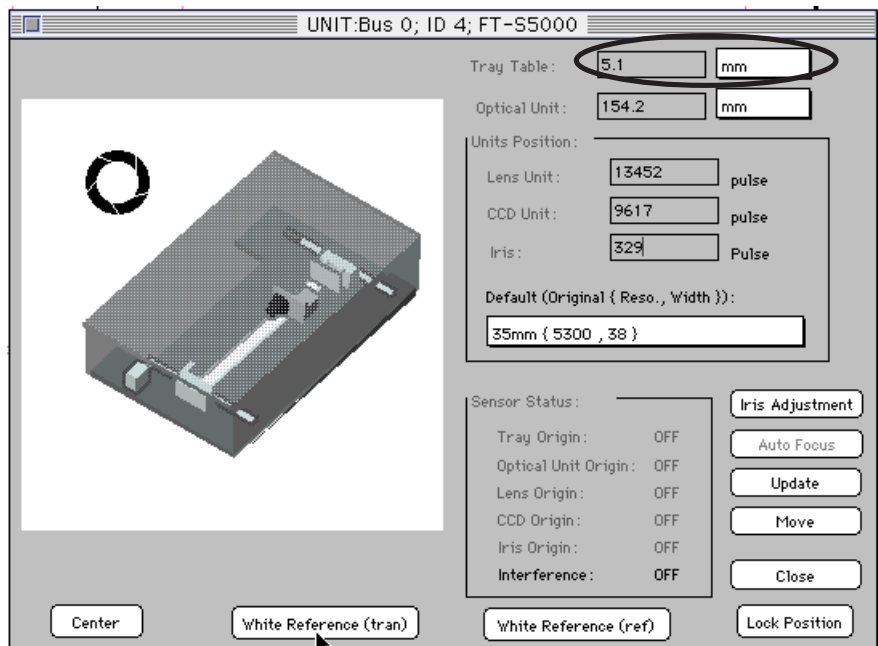 UNIT:Bus 0; ID 4; FT-S5000
Tray Table: 5.1 mm
Optical Unit: 154.2 mm
Units Position:
Lens Unit: 13452 pulse
CCD Unit: 9617 pulse
Iris: 329 Pulse
Default (Original { Reso., Width }):
35mm { 5300 , 38 }
Sensor Status:
Tray Origin: OFF
Optical Unit Origin: OFF
Lens Origin: OFF
CCD Origin: OFF
Iris Origin: OFF
Interference: OFF
Iris Adjustment
Auto Focus
Update
Move
Close
Center
White Reference (tran)
White Reference (ref)
Lock Position